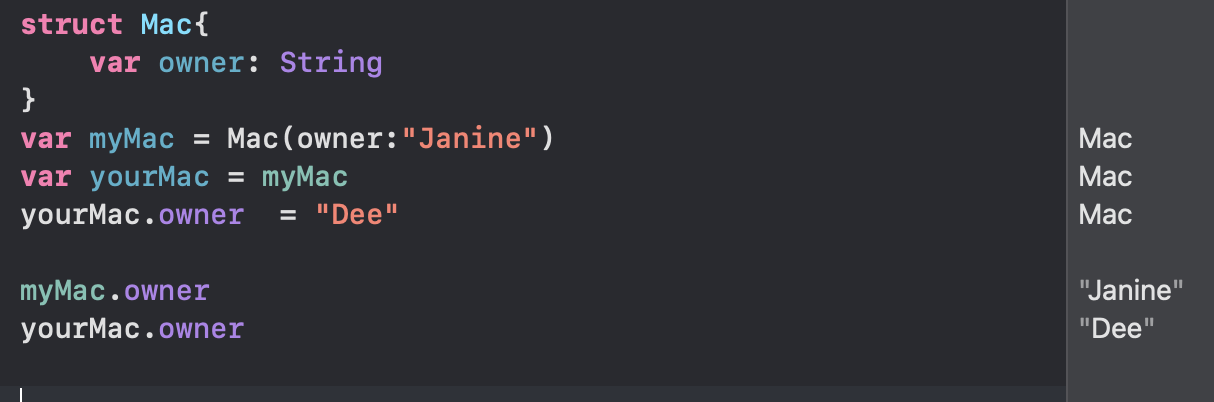 struct Mac{
    var owner: String
}
var myMac = Mac(owner:"Janine") Mac
var yourMac = myMac Mac
yourMac.owner  = "Dee" Mac
myMac.owner "Janine"
yourMac.owner "Dee"